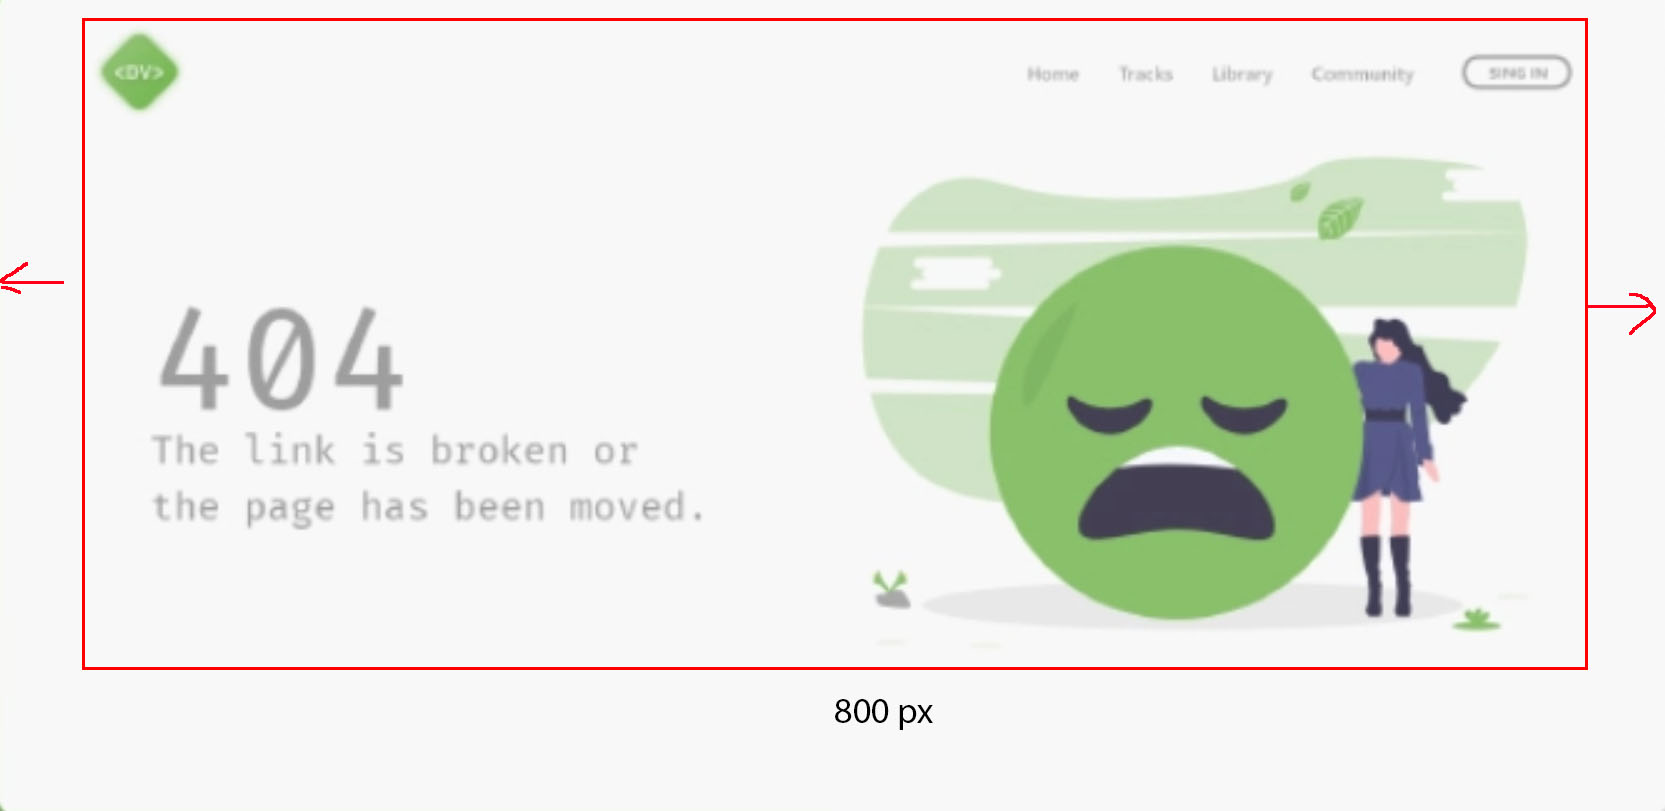 <DV>
Home Tracks Library Community SING IN
404
The link is broken or
the page has been moved.
800 px